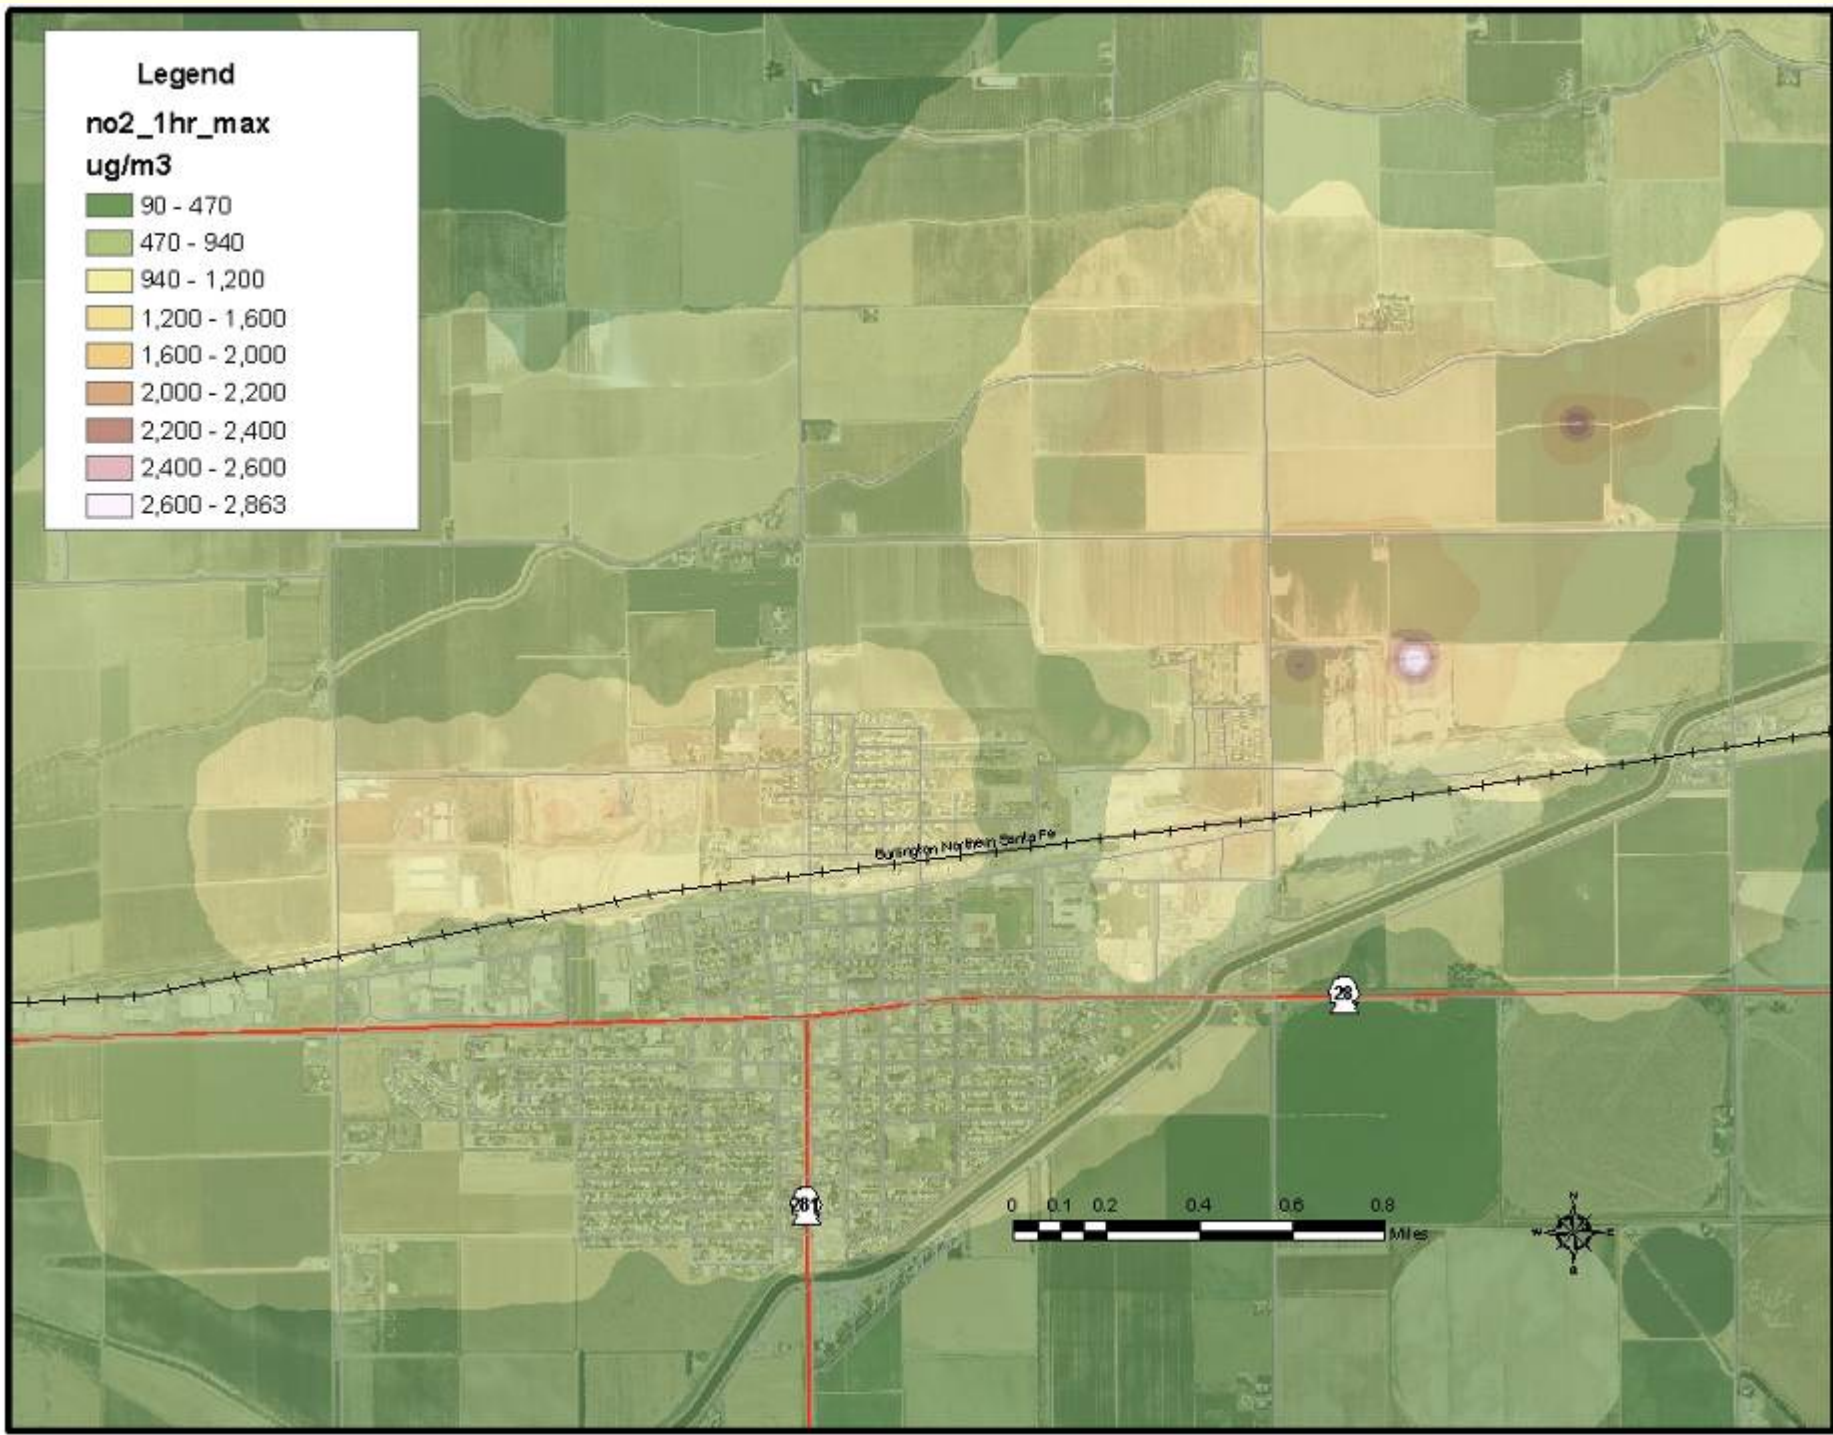 Legend
no2_1hr_max
ug/m3
90 - 470
470 - 940
940 - 1,200
1,200 - 1,600
1,600 - 2,000
2,000 - 2,200
2,200 - 2,400
2,400 - 2,600
2,600 - 2,863
Burlington Northern Santa Fe
28
281
0 0.1 0.2 0.4 0.6 0.8
Miles
N
W E
S